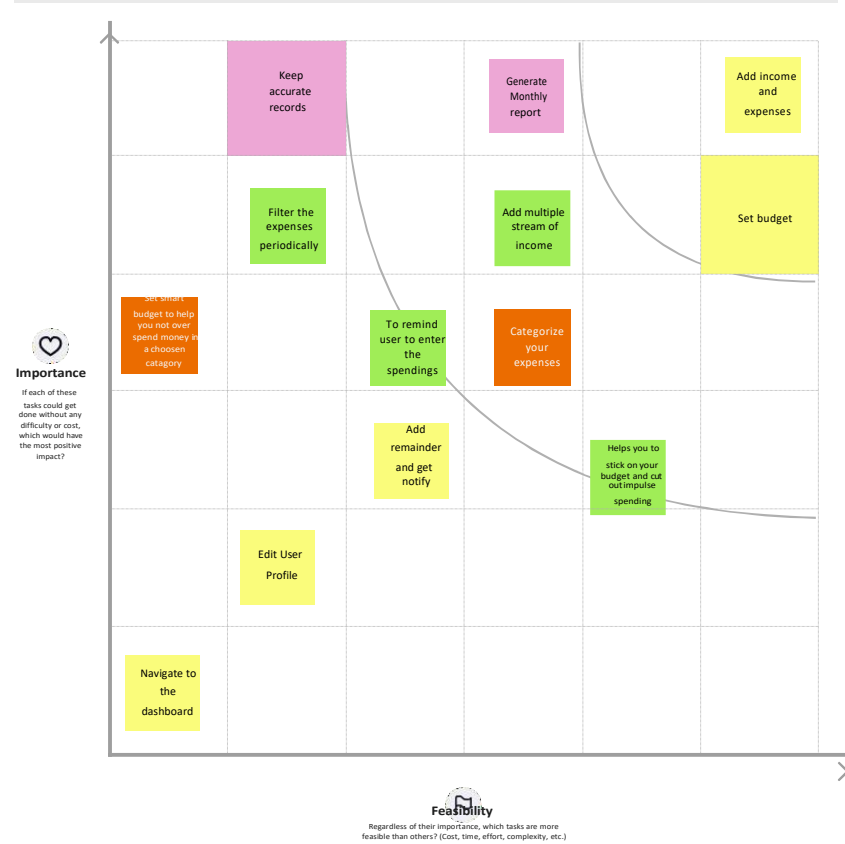 Keep
accurate
records
Generate
Monthly
report
Add income
and
expenses
Filter the
expenses
periodically
Add multiple
stream of
income
Set budget
Set smart
budget to help
you not over
spend money in
a choosen
catagory
To remind
user to enter
the
spendings
Categorize
your
expenses
Importance
If each of these
tasks could get
done without any
difficulty or cost,
which would have
the most positive
impact?
Add
remainder
and get
notify
Helps you to
stick on your
budget and cut
out impulse
spending
Edit User
Profile
Navigate to
the
dashboard
Feasibility
Regardless of their importance, which tasks are more
feasible than others? (Cost, time, effort, complexity, etc.)